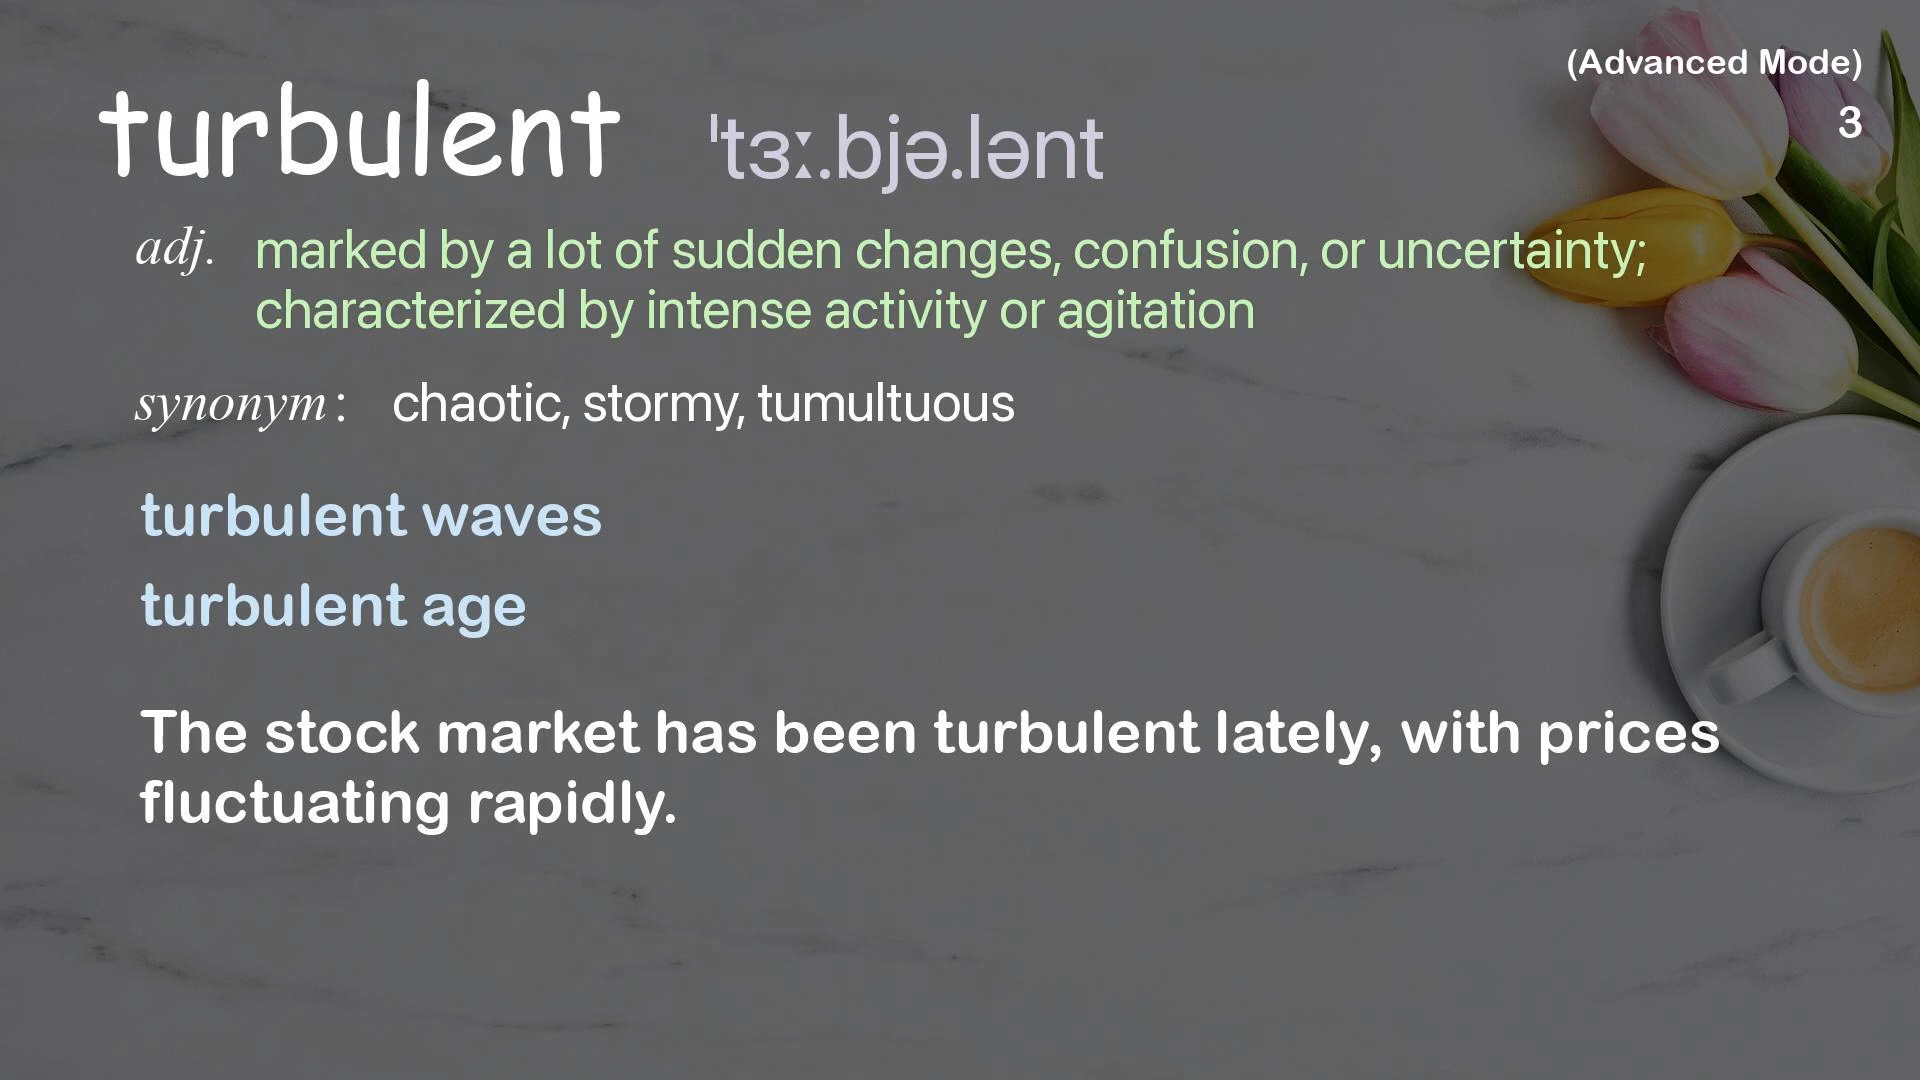 (Advanced Mode)
3
turbulent ˈtɜː.bjə.lənt
adj. marked by a lot of sudden changes, confusion, or uncertainty;
characterized by intense activity or agitation
synonym: chaotic, stormy, tumultuous
turbulent waves
turbulent age
The stock market has been turbulent lately, with prices
fluctuating rapidly.